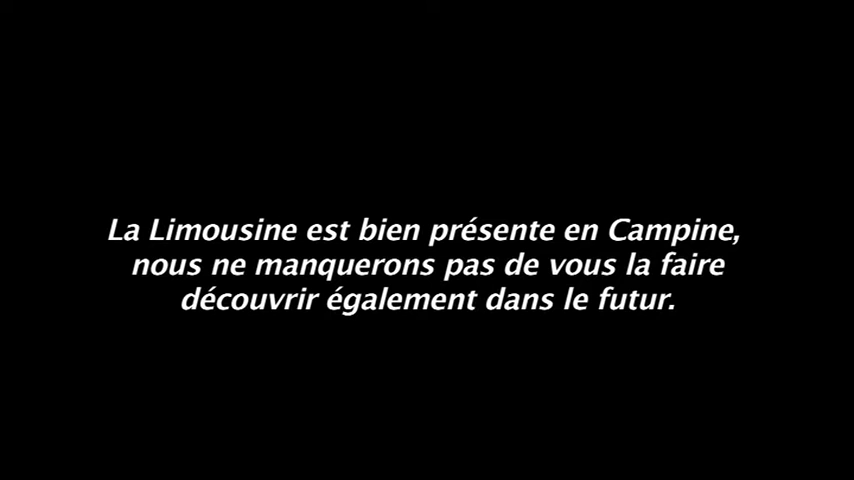 La Limousine est bien présente en Campine,
nous ne manquerons pas de vous la faire
découvrir également dans le futur.